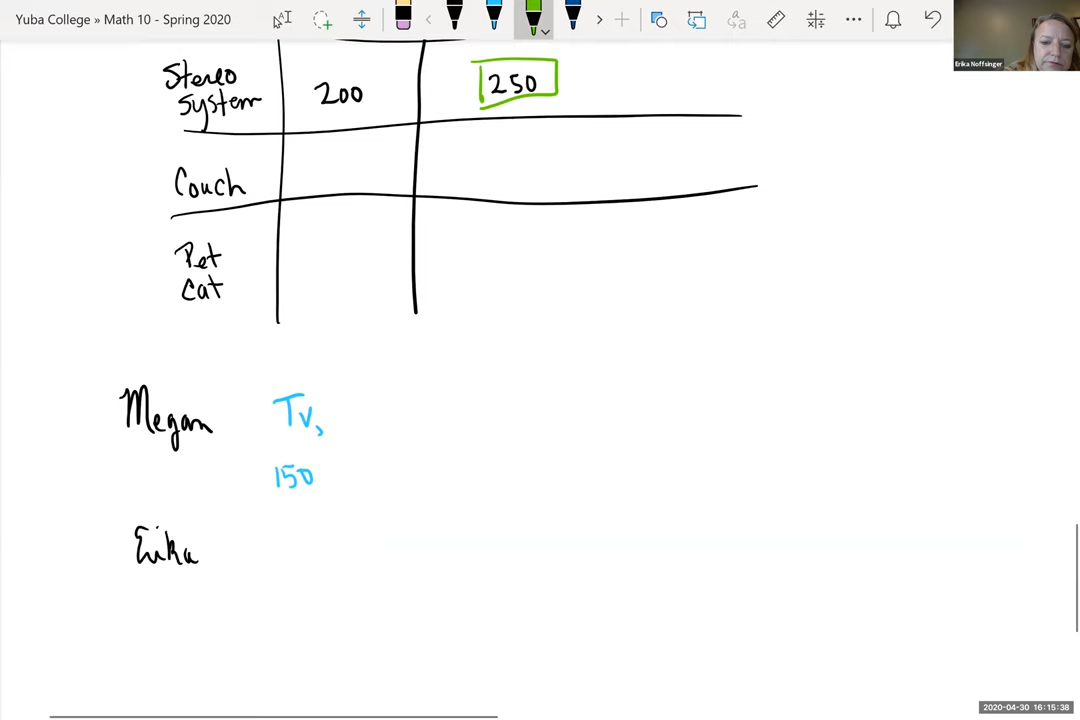 Yuba College » Math 10 - Spring 2020
Erika Noffsinger
Stereo
System
200
250
Couch
Pet
Cat
Megan
Tv,
150
Erika
2020-04-30 16:15:38